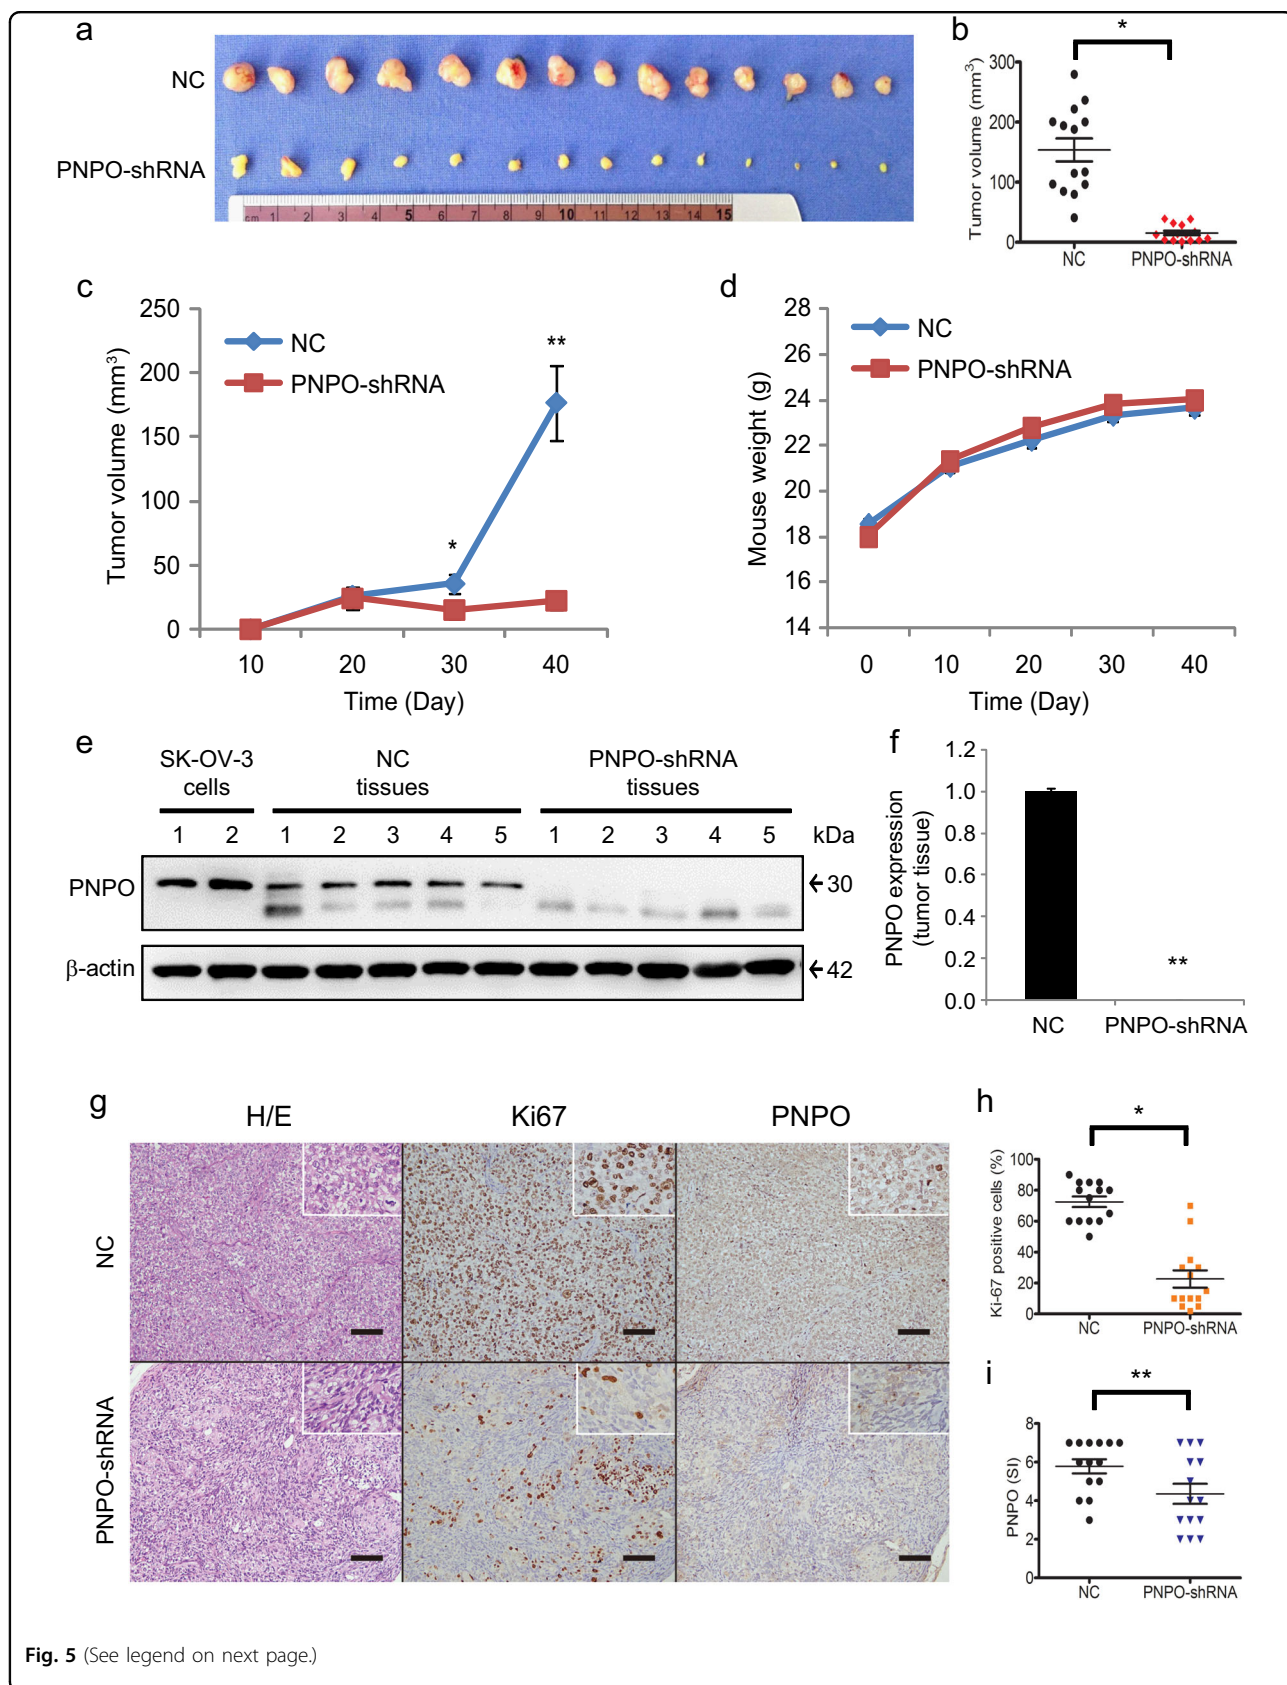 a
NC
PNPO-shRNA
cm 1 2 3 4 5 6 7 8 9 10 11 12 13 14 15
b
*
Tumor volume (mm³)
300
200
100
0
NC PNPO-shRNA
c
Tumor volume (mm³)
250
200
150
100
50
0
NC
PNPO-shRNA
*
**
10 20 30 40
Time (Day)
d
Mouse weight (g)
28
26
24
22
20
18
16
14
NC
PNPO-shRNA
0 10 20 30 40
Time (Day)
e
SK-OV-3 cells
NC tissues
PNPO-shRNA tissues
1 2 1 2 3 4 5 1 2 3 4 5 kDa
PNPO ←30
β-actin ←42
f
PNPO expression
(tumor tissue)
1.2
1.0
0.8
0.6
0.4
0.2
0.0
**
NC PNPO-shRNA
g
H/E Ki67 PNPO
NC
PNPO-shRNA
h
*
Ki-67 positive cells (%)
100
80
60
40
20
0
NC PNPO-shRNA
i
**
PNPO (SI)
8
6
4
2
0
NC PNPO-shRNA
Fig. 5 (See legend on next page.)